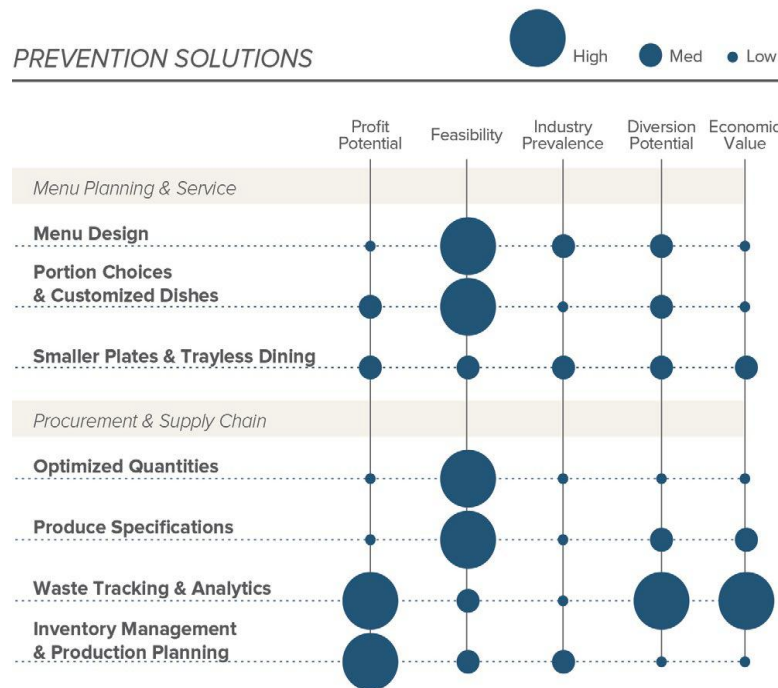 PREVENTION SOLUTIONS
High
Med
Low
Profit
Potential
Feasibility
Industry
Prevalence
Diversion
Potential
Economic
Value
Menu Planning & Service
Menu Design
Portion Choices
& Customized Dishes
Smaller Plates & Trayless Dining
Procurement & Supply Chain
Optimized Quantities
Produce Specifications
Waste Tracking & Analytics
Inventory Management
& Production Planning